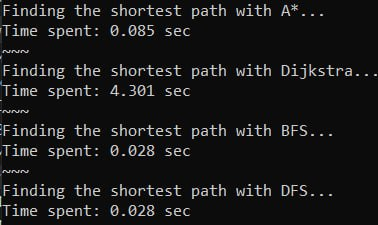 Finding the shortest path with A*...
Time spent: 0.085 sec
~~~
Finding the shortest path with Dijkstra...
Time spent: 4.301 sec
~~~
Finding the shortest path with BFS...
Time spent: 0.028 sec
~~~
Finding the shortest path with DFS...
Time spent: 0.028 sec